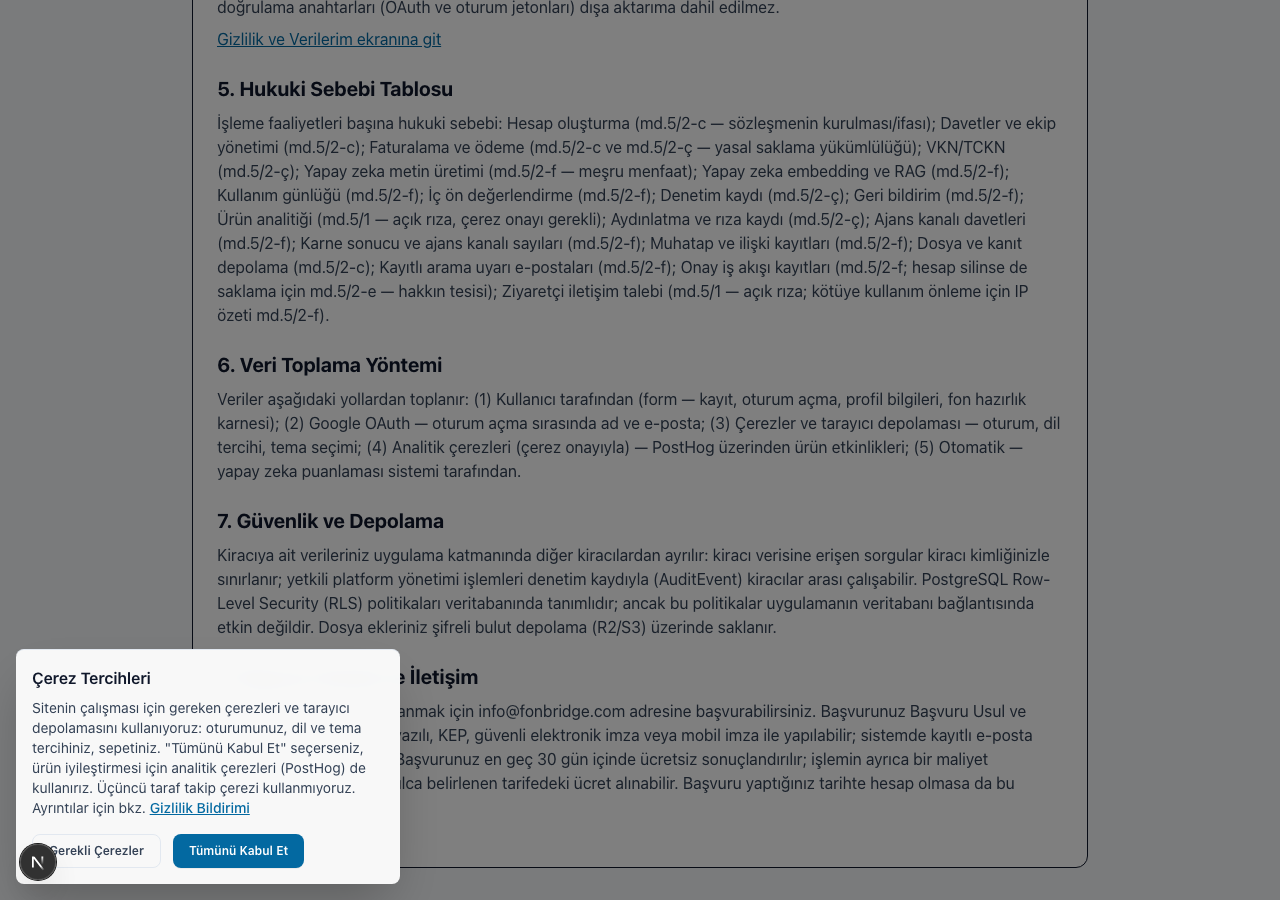 doğrulama anahtarları (OAuth ve oturum jetonları) dışa aktarıma dahil edilmez.
Gizlilik ve Verilerim ekranına git
5. Hukuki Sebebi Tablosu
İşleme faaliyetleri başına hukuki sebebi: Hesap oluşturma (md.5/2-c — sözleşmenin kurulması/ifası); Davetler ve ekip
yönetimi (md.5/2-c); Faturalama ve ödeme (md.5/2-c ve md.5/2-ç — yasal saklama yükümlülüğü); VKN/TCKN
(md.5/2-ç); Yapay zeka metin üretimi (md.5/2-f — meşru menfaat); Yapay zeka embedding ve RAG (md.5/2-f);
Kullanım günlüğü (md.5/2-f); İç ön değerlendirme (md.5/2-f); Denetim kaydı (md.5/2-ç); Geri bildirim (md.5/2-f);
Ürün analitiği (md.5/1 — açık rıza, çerez onayı gerekli); Aydınlatma ve rıza kaydı (md.5/2-ç); Ajans kanalı davetleri
(md.5/2-f); Karne sonucu ve ajans kanalı sayıları (md.5/2-f); Muhatap ve ilişki kayıtları (md.5/2-f); Dosya ve kanıt
depolama (md.5/2-c); Kayıtlı arama uyarı e-postaları (md.5/2-f); Onay iş akışı kayıtları (md.5/2-f; hesap silinse de
saklama için md.5/2-e — hakkın tesisi); Ziyaretçi iletişim talebi (md.5/1 — açık rıza; kötüye kullanım önleme için IP
özeti md.5/2-f).
6. Veri Toplama Yöntemi
Veriler aşağıdaki yollardan toplanır: (1) Kullanıcı tarafından (form — kayıt, oturum açma, profil bilgileri, fon hazırlık
karnesi); (2) Google OAuth — oturum açma sırasında ad ve e-posta; (3) Çerezler ve tarayıcı depolaması — oturum, dil
tercihi, tema seçimi; (4) Analitik çerezleri (çerez onayıyla) — PostHog üzerinden ürün etkinlikleri; (5) Otomatik —
yapay zeka puanlaması sistemi tarafından.
7. Güvenlik ve Depolama
Kiracıya ait verileriniz uygulama katmanında diğer kiracılardan ayrılır: kiracı verisine erişen sorgular kiracı kimliğinizle
sınırlanır; yetkili platform yönetimi işlemleri denetim kaydıyla (AuditEvent) kiracılar arası çalışabilir. PostgreSQL Row-
Level Security (RLS) politikaları veritabanında tanımlıdır; ancak bu politikalar uygulamanın veritabanı bağlantısında
etkin değildir. Dosya ekleriniz şifreli bulut depolama (R2/S3) üzerinde saklanır.
İletişim
için info@fonbridge.com adresine başvurabilirsiniz. Başvurunuz Başvuru Usul ve
KEP, güvenli elektronik imza veya mobil imza ile yapılabilir; sistemde kayıtlı e-posta
Başvurunuz en geç 30 gün içinde ücretsiz sonuçlandırılır; işlemin ayrıca bir maliyet
belirlenen tarifedeki ücret alınabilir. Başvuru yaptığınız tarihte hesap olmasa da bu
Çerez Tercihleri
Sitenin çalışması için gereken çerezleri ve tarayıcı
depolamasını kullanıyoruz: oturumunuz, dil ve tema
tercihiniz, sepetiniz. "Tümünü Kabul Et" seçerseniz,
ürün iyileştirmesi için analitik çerezleri (PostHog) de
kullanırız. Üçüncü taraf takip çerezi kullanmıyoruz.
Ayrıntılar için bkz. Gizlilik Bildirimi
Gerekli Çerezler
Tümünü Kabul Et
N